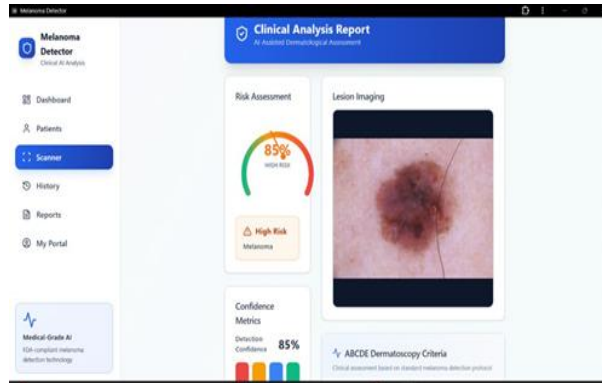 Melanoma Detector
Melanoma
Detector
Clinical AI Analysis
Dashboard
Patients
Scanner
History
Reports
My Portal
Medical-Grade AI
FDA-compliant melanoma
detection technology
Clinical Analysis Report
AI-Assisted Dermatological Assessment
Risk Assessment
85%
HIGH RISK
High Risk
Melanoma
Lesion Imaging
Confidence
Metrics
Detection
Confidence
85%
ABCDE Dermatoscopy Criteria
Clinical assessment based on standard melanoma detection protocol